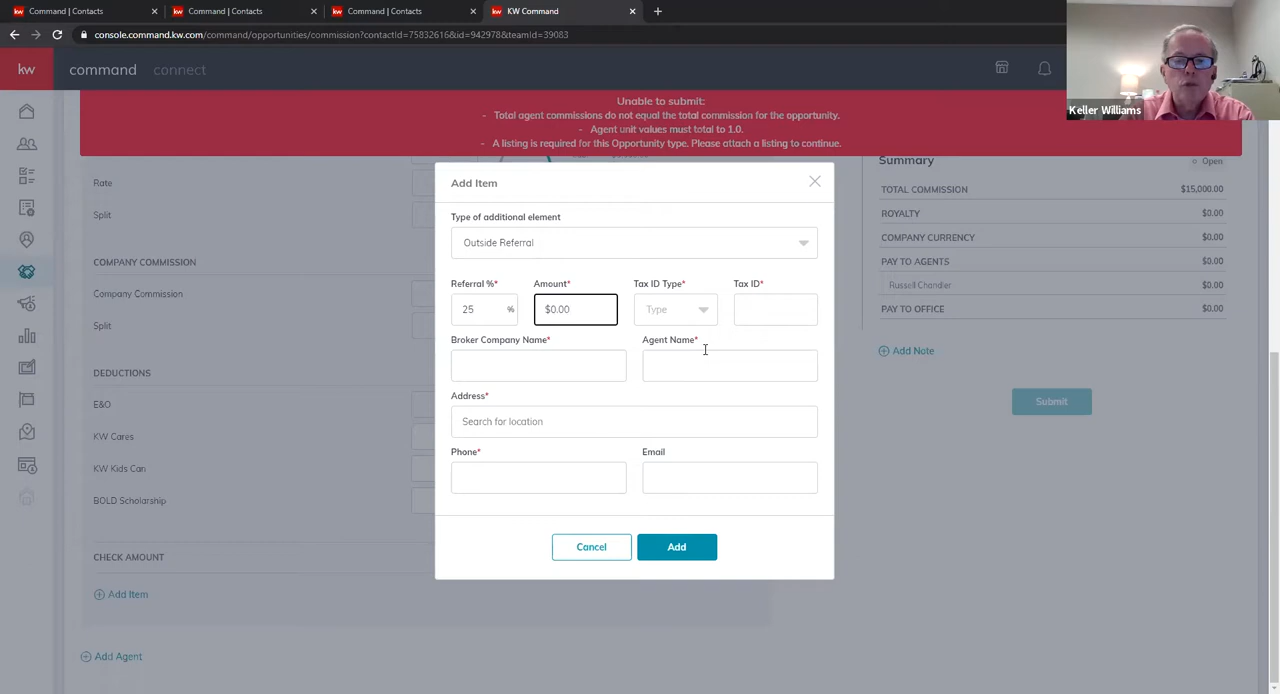 kw Command | Contacts ×
kw Command | Contacts ×
kw Command | Contacts ×
kw KW Command × +
console.command.kw.com/command/opportunities/commission?contactId=75832616&id=942978&teamId=39083
kw command connect
Keller Williams
Unable to submit:
- Total agent commissions do not equal the total commission for the opportunity.
- Agent unit values must total to 1.0.
- A listing is required for this Opportunity type. Please attach a listing to continue.
Rate
Split
COMPANY COMMISSION
Company Commission
Split
DEDUCTIONS
E&O
KW Cares
KW Kids Can
BOLD Scholarship
CHECK AMOUNT
Add Item
Add Agent
Add Item
Type of additional element
Outside Referral
Referral %* Amount* Tax ID Type* Tax ID*
25 % $0.00 Type
Broker Company Name* Agent Name*
Address*
Search for location
Phone* Email
Cancel Add
Summary Open
TOTAL COMMISSION $15,000.00
ROYALTY $0.00
COMPANY CURRENCY $0.00
PAY TO AGENTS $0.00
Russell Chandler $0.00
PAY TO OFFICE $0.00
Add Note
Submit